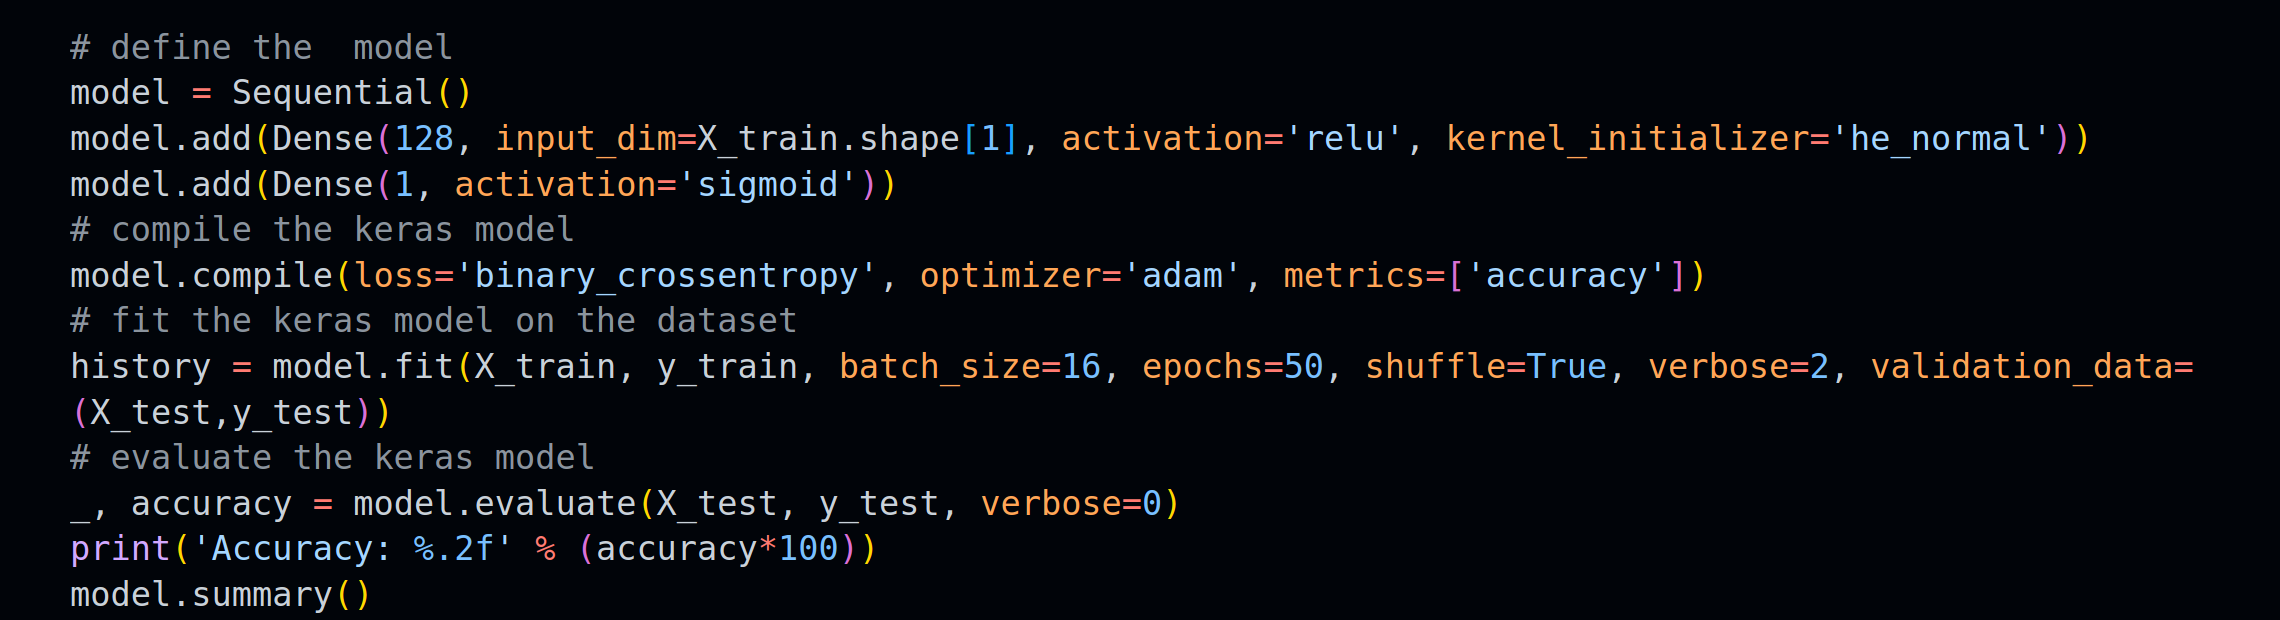 # define the  model
model = Sequential()
model.add(Dense(128, input_dim=X_train.shape[1], activation='relu', kernel_initializer='he_normal'))
model.add(Dense(1, activation='sigmoid'))
# compile the keras model
model.compile(loss='binary_crossentropy', optimizer='adam', metrics=['accuracy'])
# fit the keras model on the dataset
history = model.fit(X_train, y_train, batch_size=16, epochs=50, shuffle=True, verbose=2, validation_data=
(X_test,y_test))
# evaluate the keras model
_, accuracy = model.evaluate(X_test, y_test, verbose=0)
print('Accuracy: %.2f' % (accuracy*100))
model.summary()